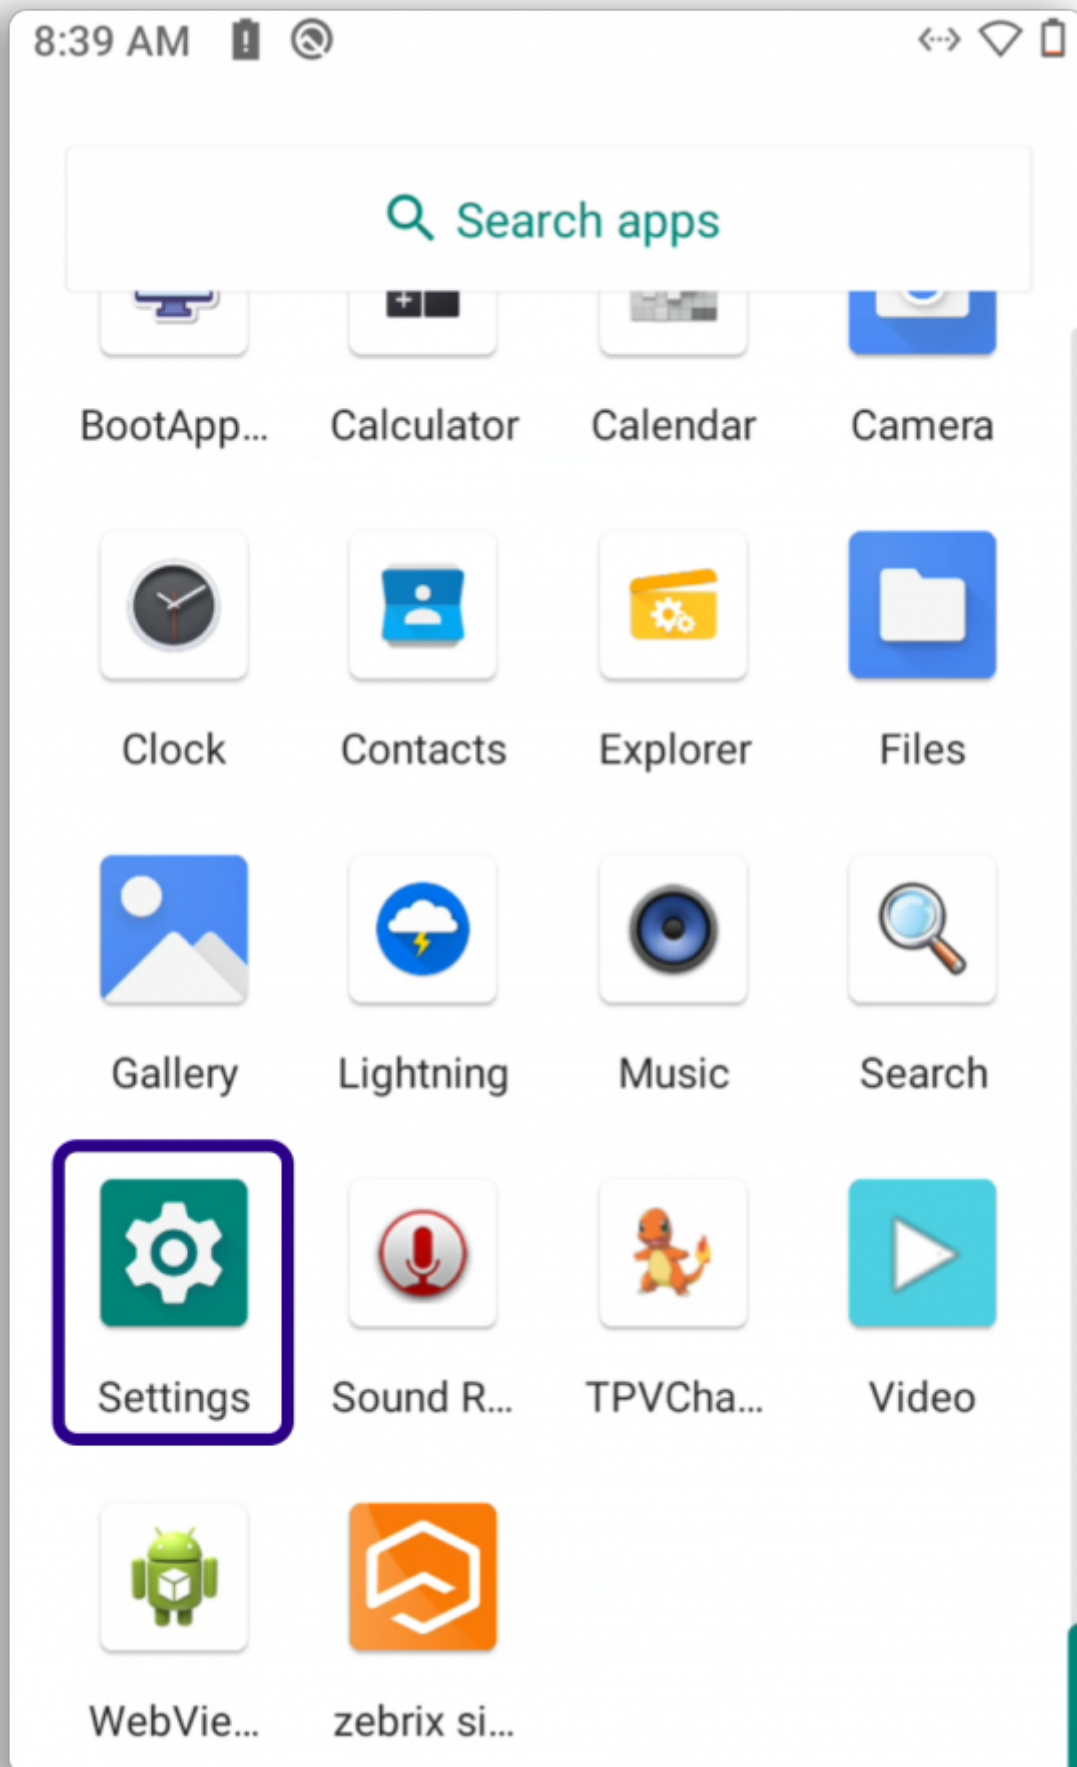 8:39 AM
Search apps
BootApp... Calculator Calendar Camera
Clock Contacts Explorer Files
Gallery Lightning Music Search
Settings Sound R... TPVCha... Video
WebVie... zebrix si...